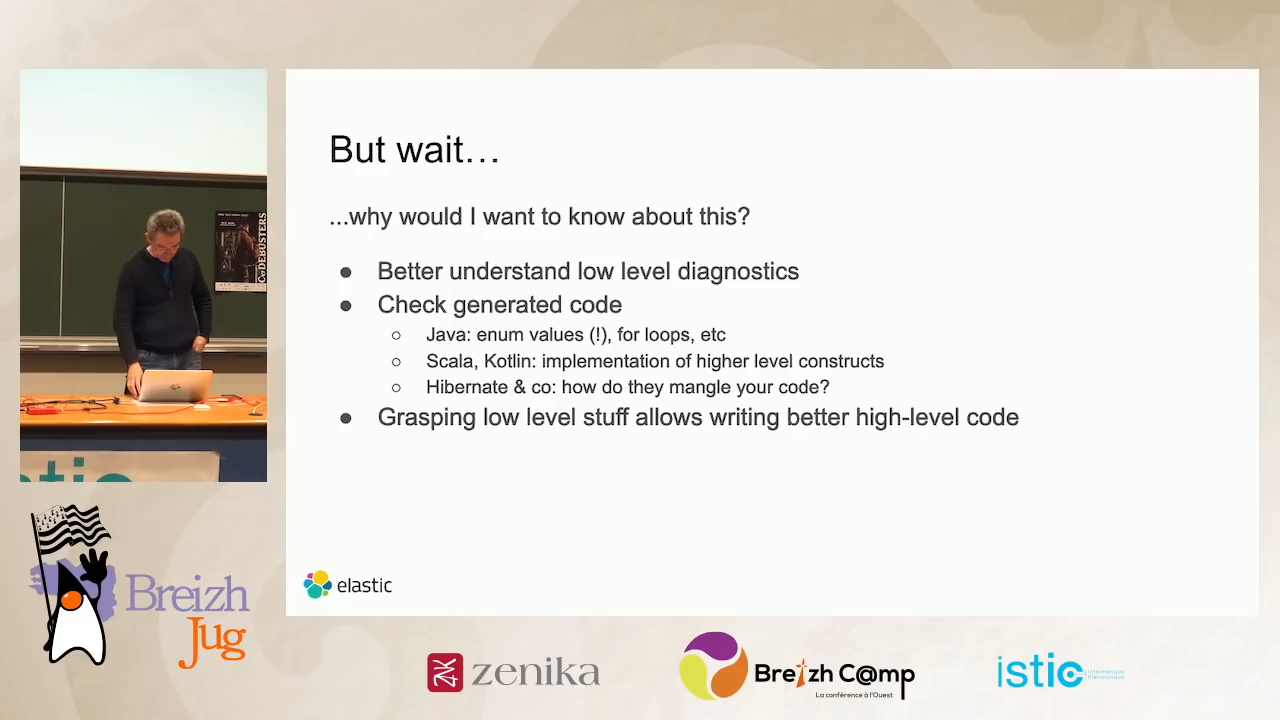 But wait…
...why would I want to know about this?
● Better understand low level diagnostics
● Check generated code
○ Java: enum values (!), for loops, etc
○ Scala, Kotlin: implementation of higher level constructs
○ Hibernate & co: how do they mangle your code?
● Grasping low level stuff allows writing better high-level code
elastic
CODEBUSTERS
Breizh
Jug
zenika
Breizh C@mp
La conférence à l'Ouest
istic